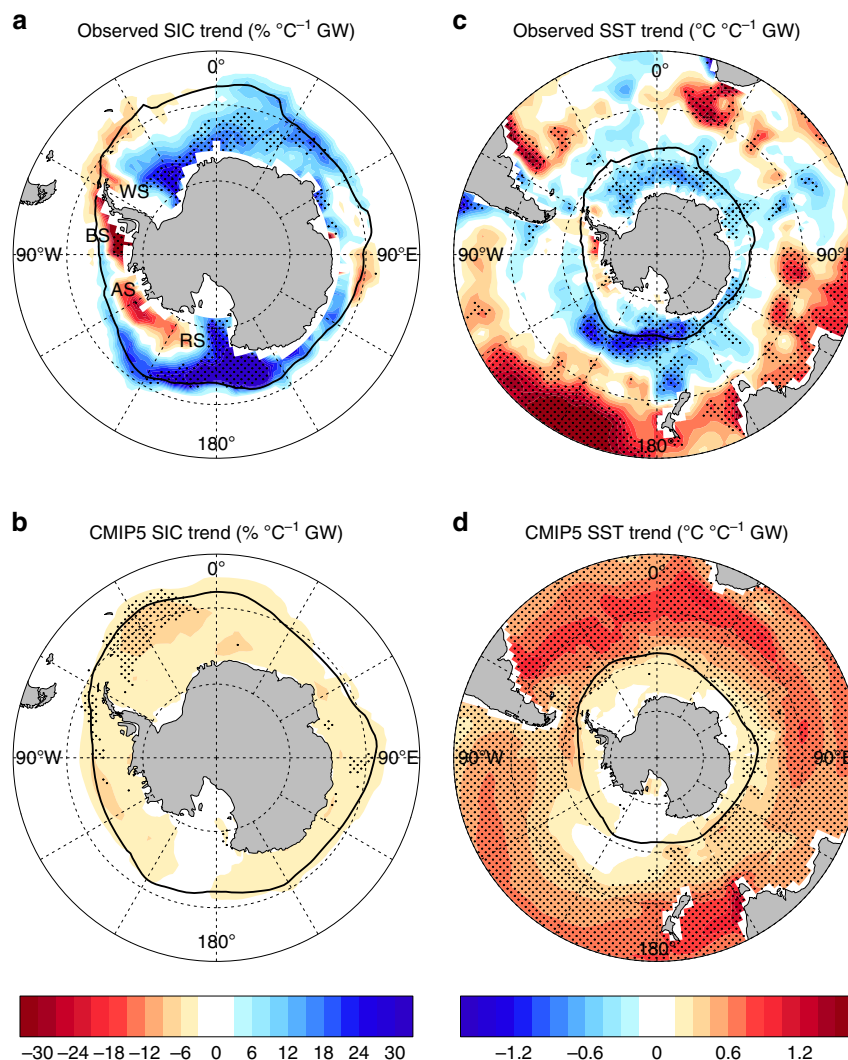 a
Observed SIC trend (% °C⁻¹ GW)
0°
WS
BS
90°W
90°E
AS
RS
180°
c
Observed SST trend (°C °C⁻¹ GW)
0°
90°W
90°E
180°
b
CMIP5 SIC trend (% °C⁻¹ GW)
0°
90°W
90°E
180°
d
CMIP5 SST trend (°C °C⁻¹ GW)
0°
90°W
90°E
180°
−30 −24 −18 −12 −6 0 6 12 18 24 30
−1.2 −0.6 0 0.6 1.2